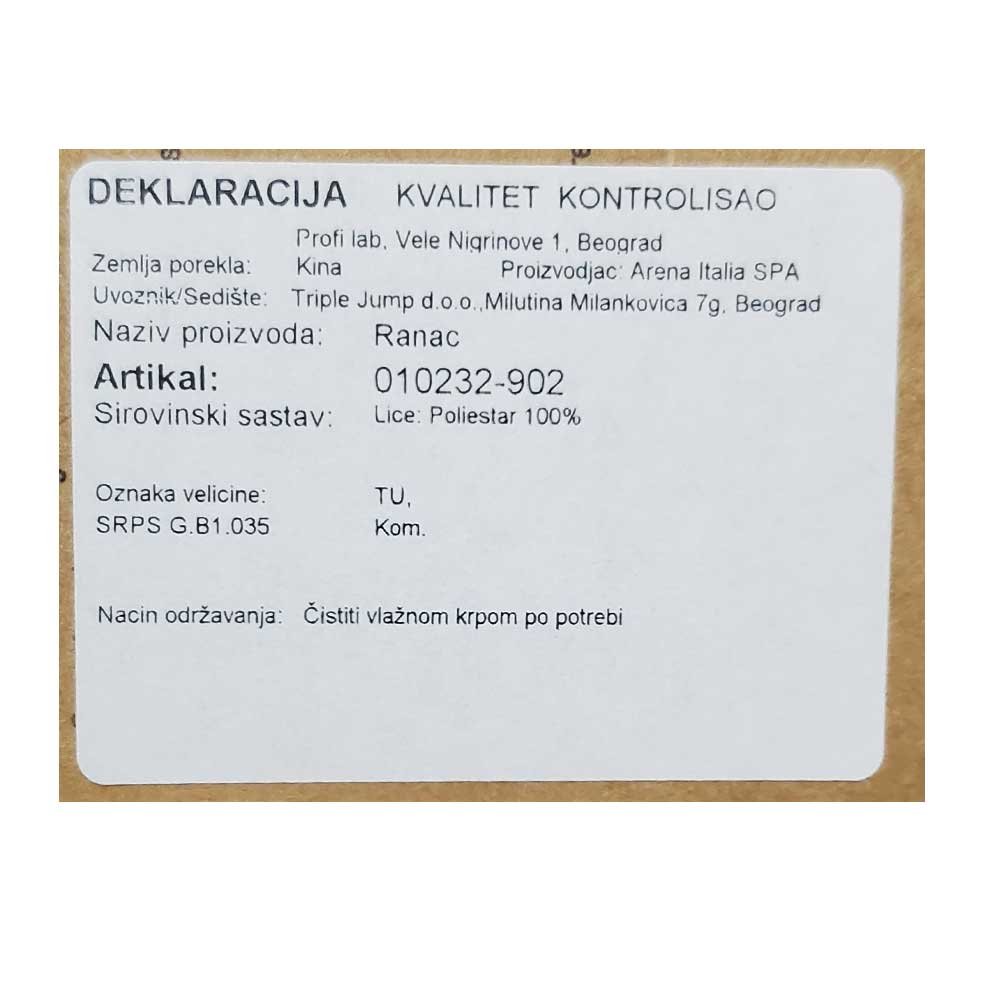 DEKLARACIJA KVALITET KONTROLISAO
Profi lab, Vele Nigrinove 1, Beograd
Zemlja porekla: Kina Proizvodjac: Arena Italia SPA
Uvoznik/Sedište: Triple Jump d.o.o.,Milutina Milankovica 7g, Beograd
Naziv proizvoda: Ranac
Artikal: 010232-902
Sirovinski sastav: Lice: Poliestar 100%
Oznaka velicine: TU,
SRPS G.B1.035 Kom.
Nacin održavanja: Čistiti vlažnom krpom po potrebi